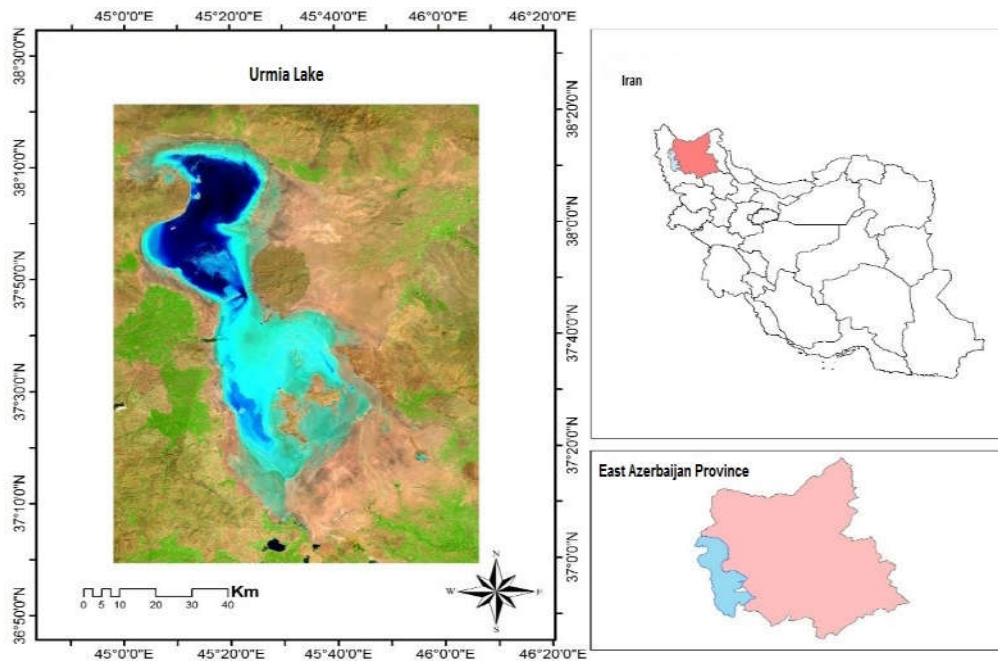 45°0'0"E 45°20'0"E 45°40'0"E 46°0'0"E 46°20'0"E
38°30'0"N
38°10'0"N
37°50'0"N
37°30'0"N
37°10'0"N
36°50'0"N
Urmia Lake
38°20'0"N
38°0'0"N
37°40'0"N
37°20'0"N
37°0'0"N
Km
0 5 10 20 30 40
N
W E
S
45°0'0"E 45°20'0"E 45°40'0"E 46°0'0"E 46°20'0"E
Iran
East Azerbaijan Province